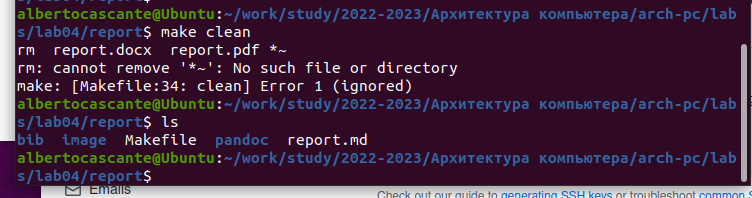 albertocascante@Ubuntu:~/work/study/2022-2023/Архитектура компьютера/arch-pc/lab
s/lab04/report$ make clean
rm  report.docx  report.pdf *~
rm: cannot remove '*~': No such file or directory
make: [Makefile:34: clean] Error 1 (ignored)
albertocascante@Ubuntu:~/work/study/2022-2023/Архитектура компьютера/arch-pc/lab
s/lab04/report$ ls
bib  image  Makefile  pandoc  report.md
albertocascante@Ubuntu:~/work/study/2022-2023/Архитектура компьютера/arch-pc/lab
s/lab04/report$
Emails
Check out our guide to generating SSH keys or troubleshoot common S